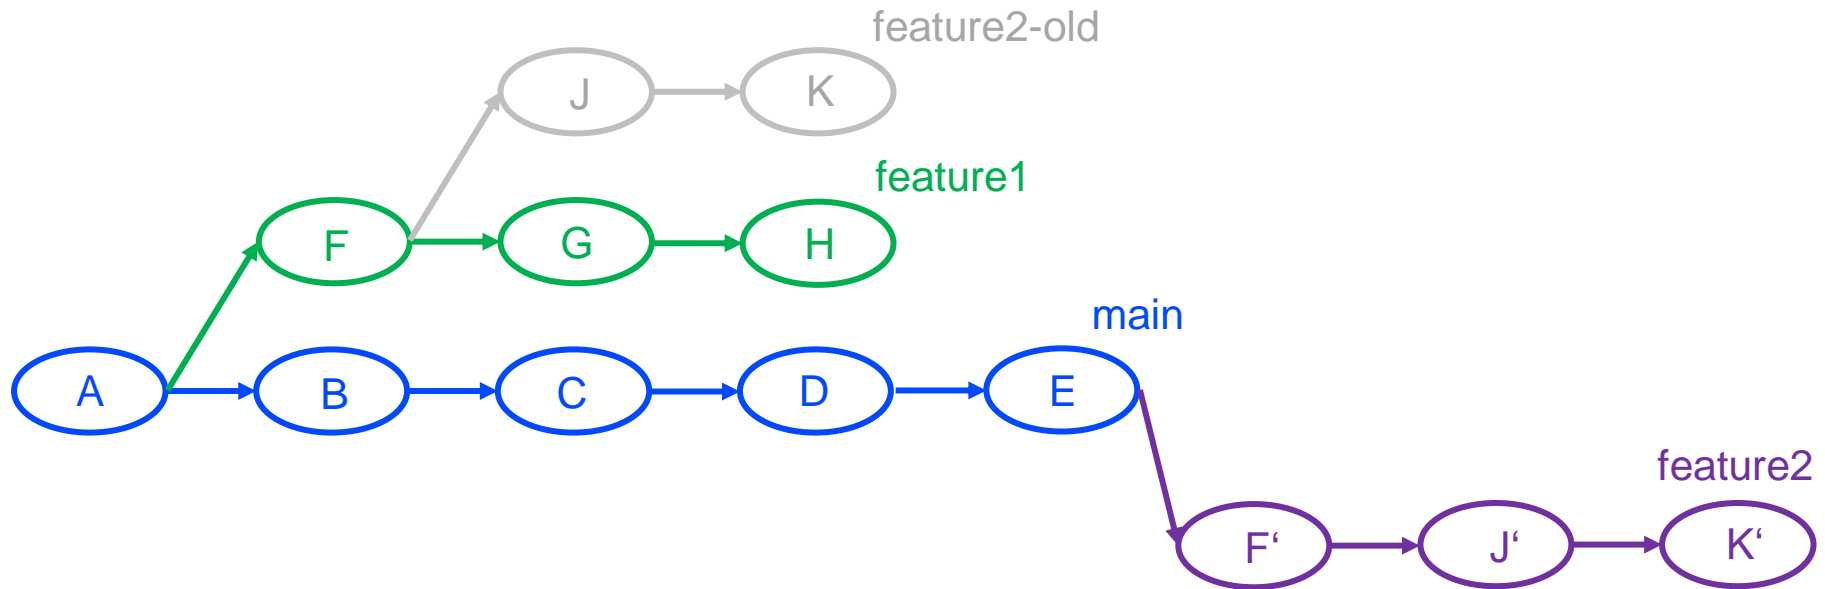 feature2-old
J K
feature1
F G H
main
A B C D E
feature2
F‘ J‘ K‘